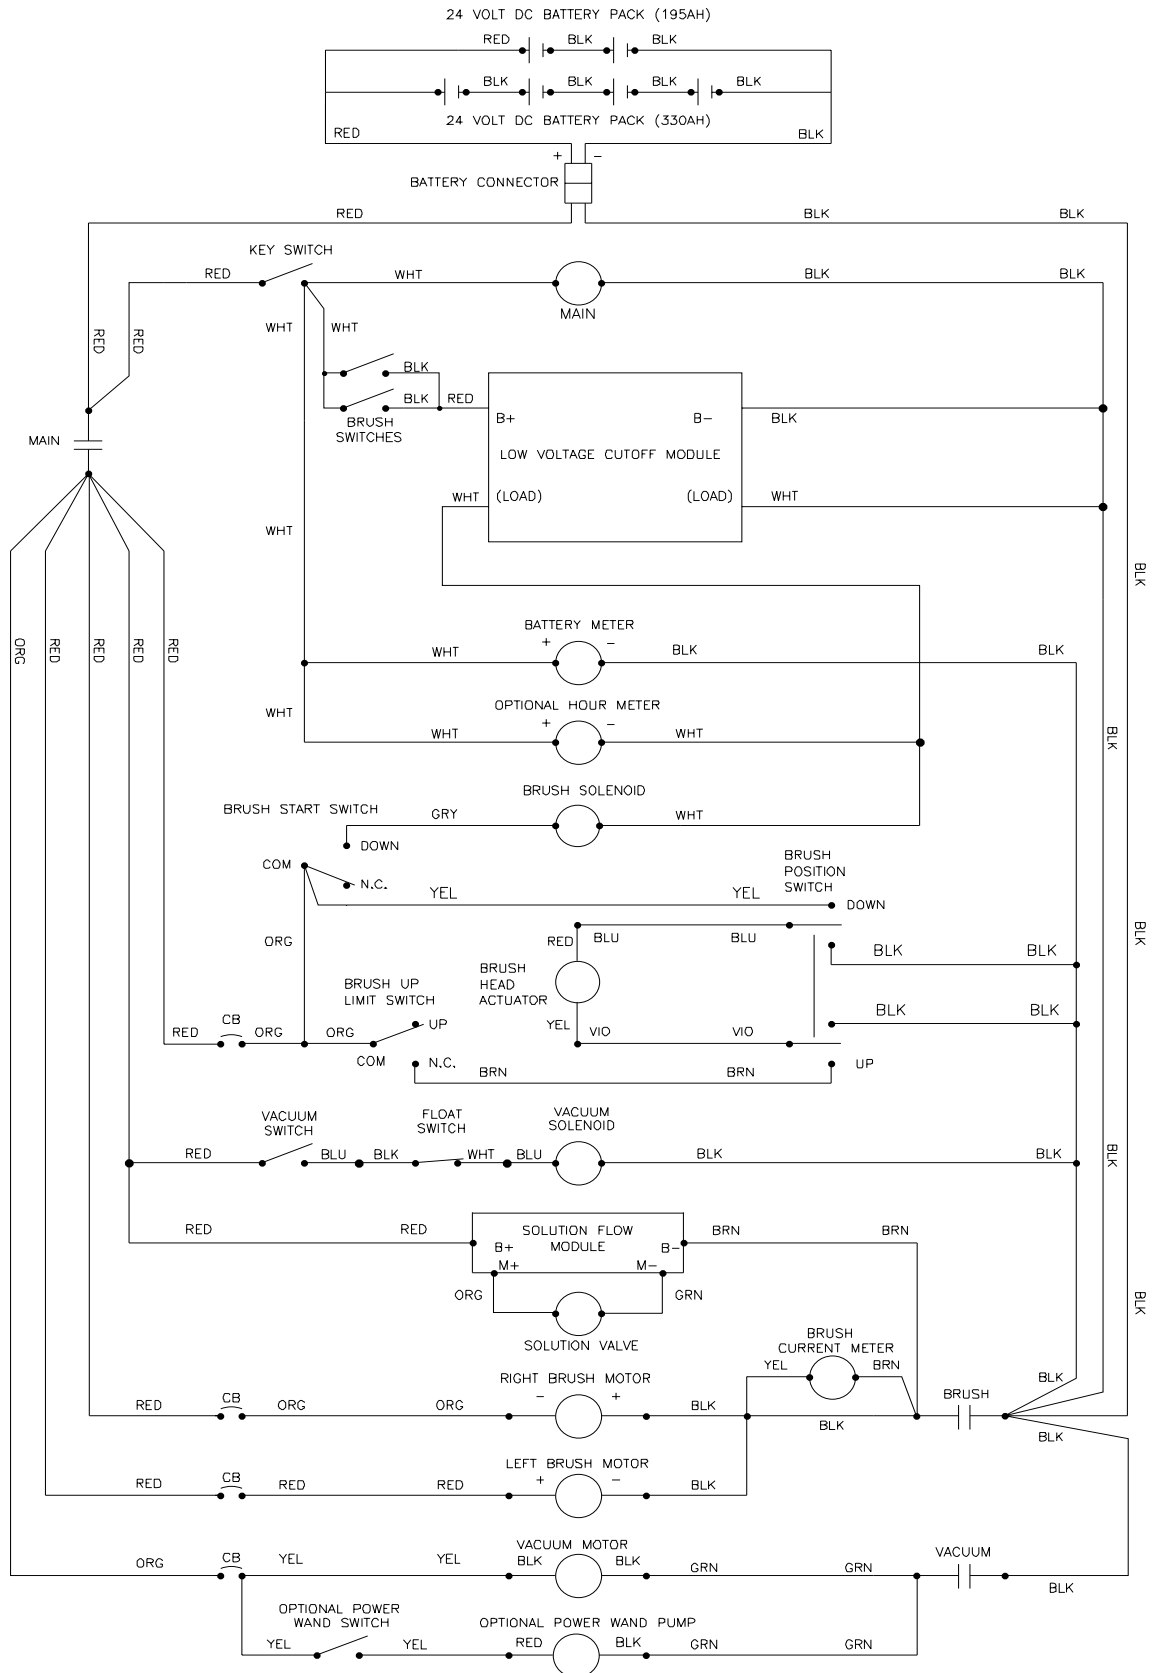 24 VOLT DC BATTERY PACK (195AH)
RED BLK BLK
BLK BLK BLK BLK
24 VOLT DC BATTERY PACK (330AH)
RED BLK
+ −
BATTERY CONNECTOR
RED BLK BLK
KEY SWITCH
RED WHT BLK BLK
MAIN
WHT WHT
RED RED
BLK
BLK RED
BRUSH
SWITCHES
B+ B− BLK
MAIN
LOW VOLTAGE CUTOFF MODULE
WHT (LOAD) (LOAD) WHT
WHT
BLK
ORG RED RED RED RED
BATTERY METER
+ −
WHT BLK BLK
OPTIONAL HOUR METER
WHT + −
WHT WHT
BLK
BRUSH SOLENOID
BRUSH START SWITCH GRY WHT
DOWN
COM
N.C.
BRUSH
POSITION
SWITCH
YEL YEL DOWN
ORG RED BLU BLU BLK
BLK
BRUSH
HEAD
ACTUATOR
BRUSH UP
LIMIT SWITCH
UP BLK BLK
YEL VIO VIO
RED CB ORG ORG
COM N.C. UP
BRN BRN
VACUUM
SWITCH
FLOAT
SWITCH
VACUUM
SOLENOID
RED BLU BLK WHT BLU BLK BLK
BLK
RED RED SOLUTION FLOW
MODULE BRN BRN
B+ B−
M+ M−
ORG GRN
BLK
SOLUTION VALVE
BRUSH
CURRENT METER
YEL BRN
RIGHT BRUSH MOTOR
− +
RED CB ORG ORG BLK BLK BRUSH BLK
BLK
LEFT BRUSH MOTOR
+ −
RED CB RED RED BLK
VACUUM MOTOR
ORG CB YEL YEL BLK BLK GRN GRN VACUUM
BLK
OPTIONAL POWER
WAND SWITCH
OPTIONAL POWER WAND PUMP
YEL YEL RED BLK GRN GRN